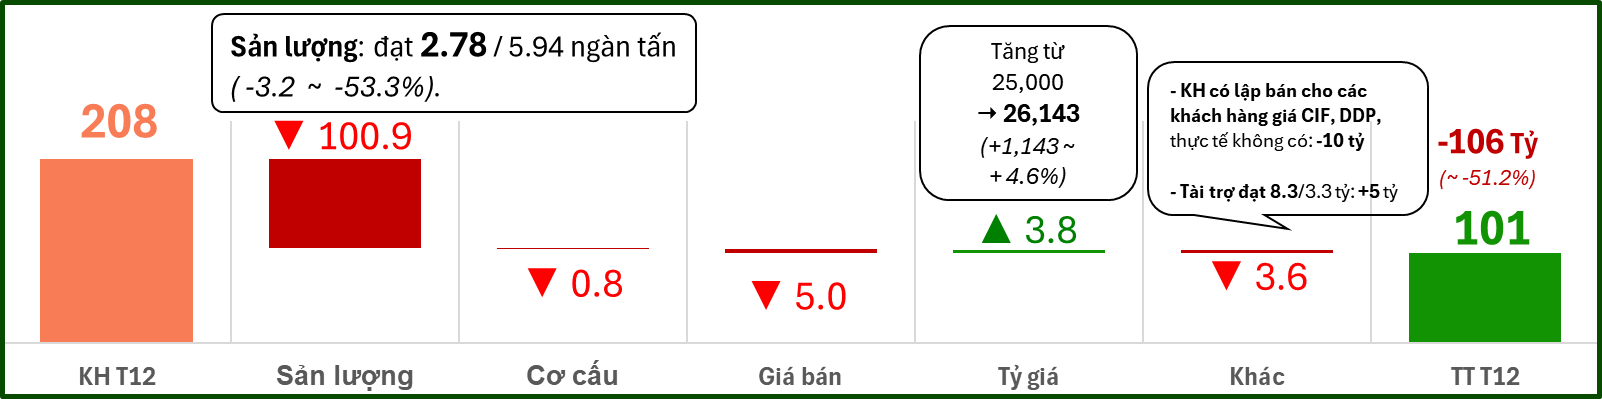 Sản lượng: đạt 2.78 / 5.94 ngàn tấn
( -3.2 ~ -53.3%).
208
▼ 100.9
▼ 0.8
▼ 5.0
Tăng từ
25,000
→ 26,143
(+1,143 ~
+ 4.6%)
▲ 3.8
- KH có lập bán cho các
khách hàng giá CIF, DDP,
thực tế không có: -10 tỷ
- Tài trợ đạt 8.3/3.3 tỷ: +5 tỷ
▼ 3.6
-106 Tỷ
(~ -51.2%)
101
KH T12
Sản lượng
Cơ cấu
Giá bán
Tỷ giá
Khác
TT T12